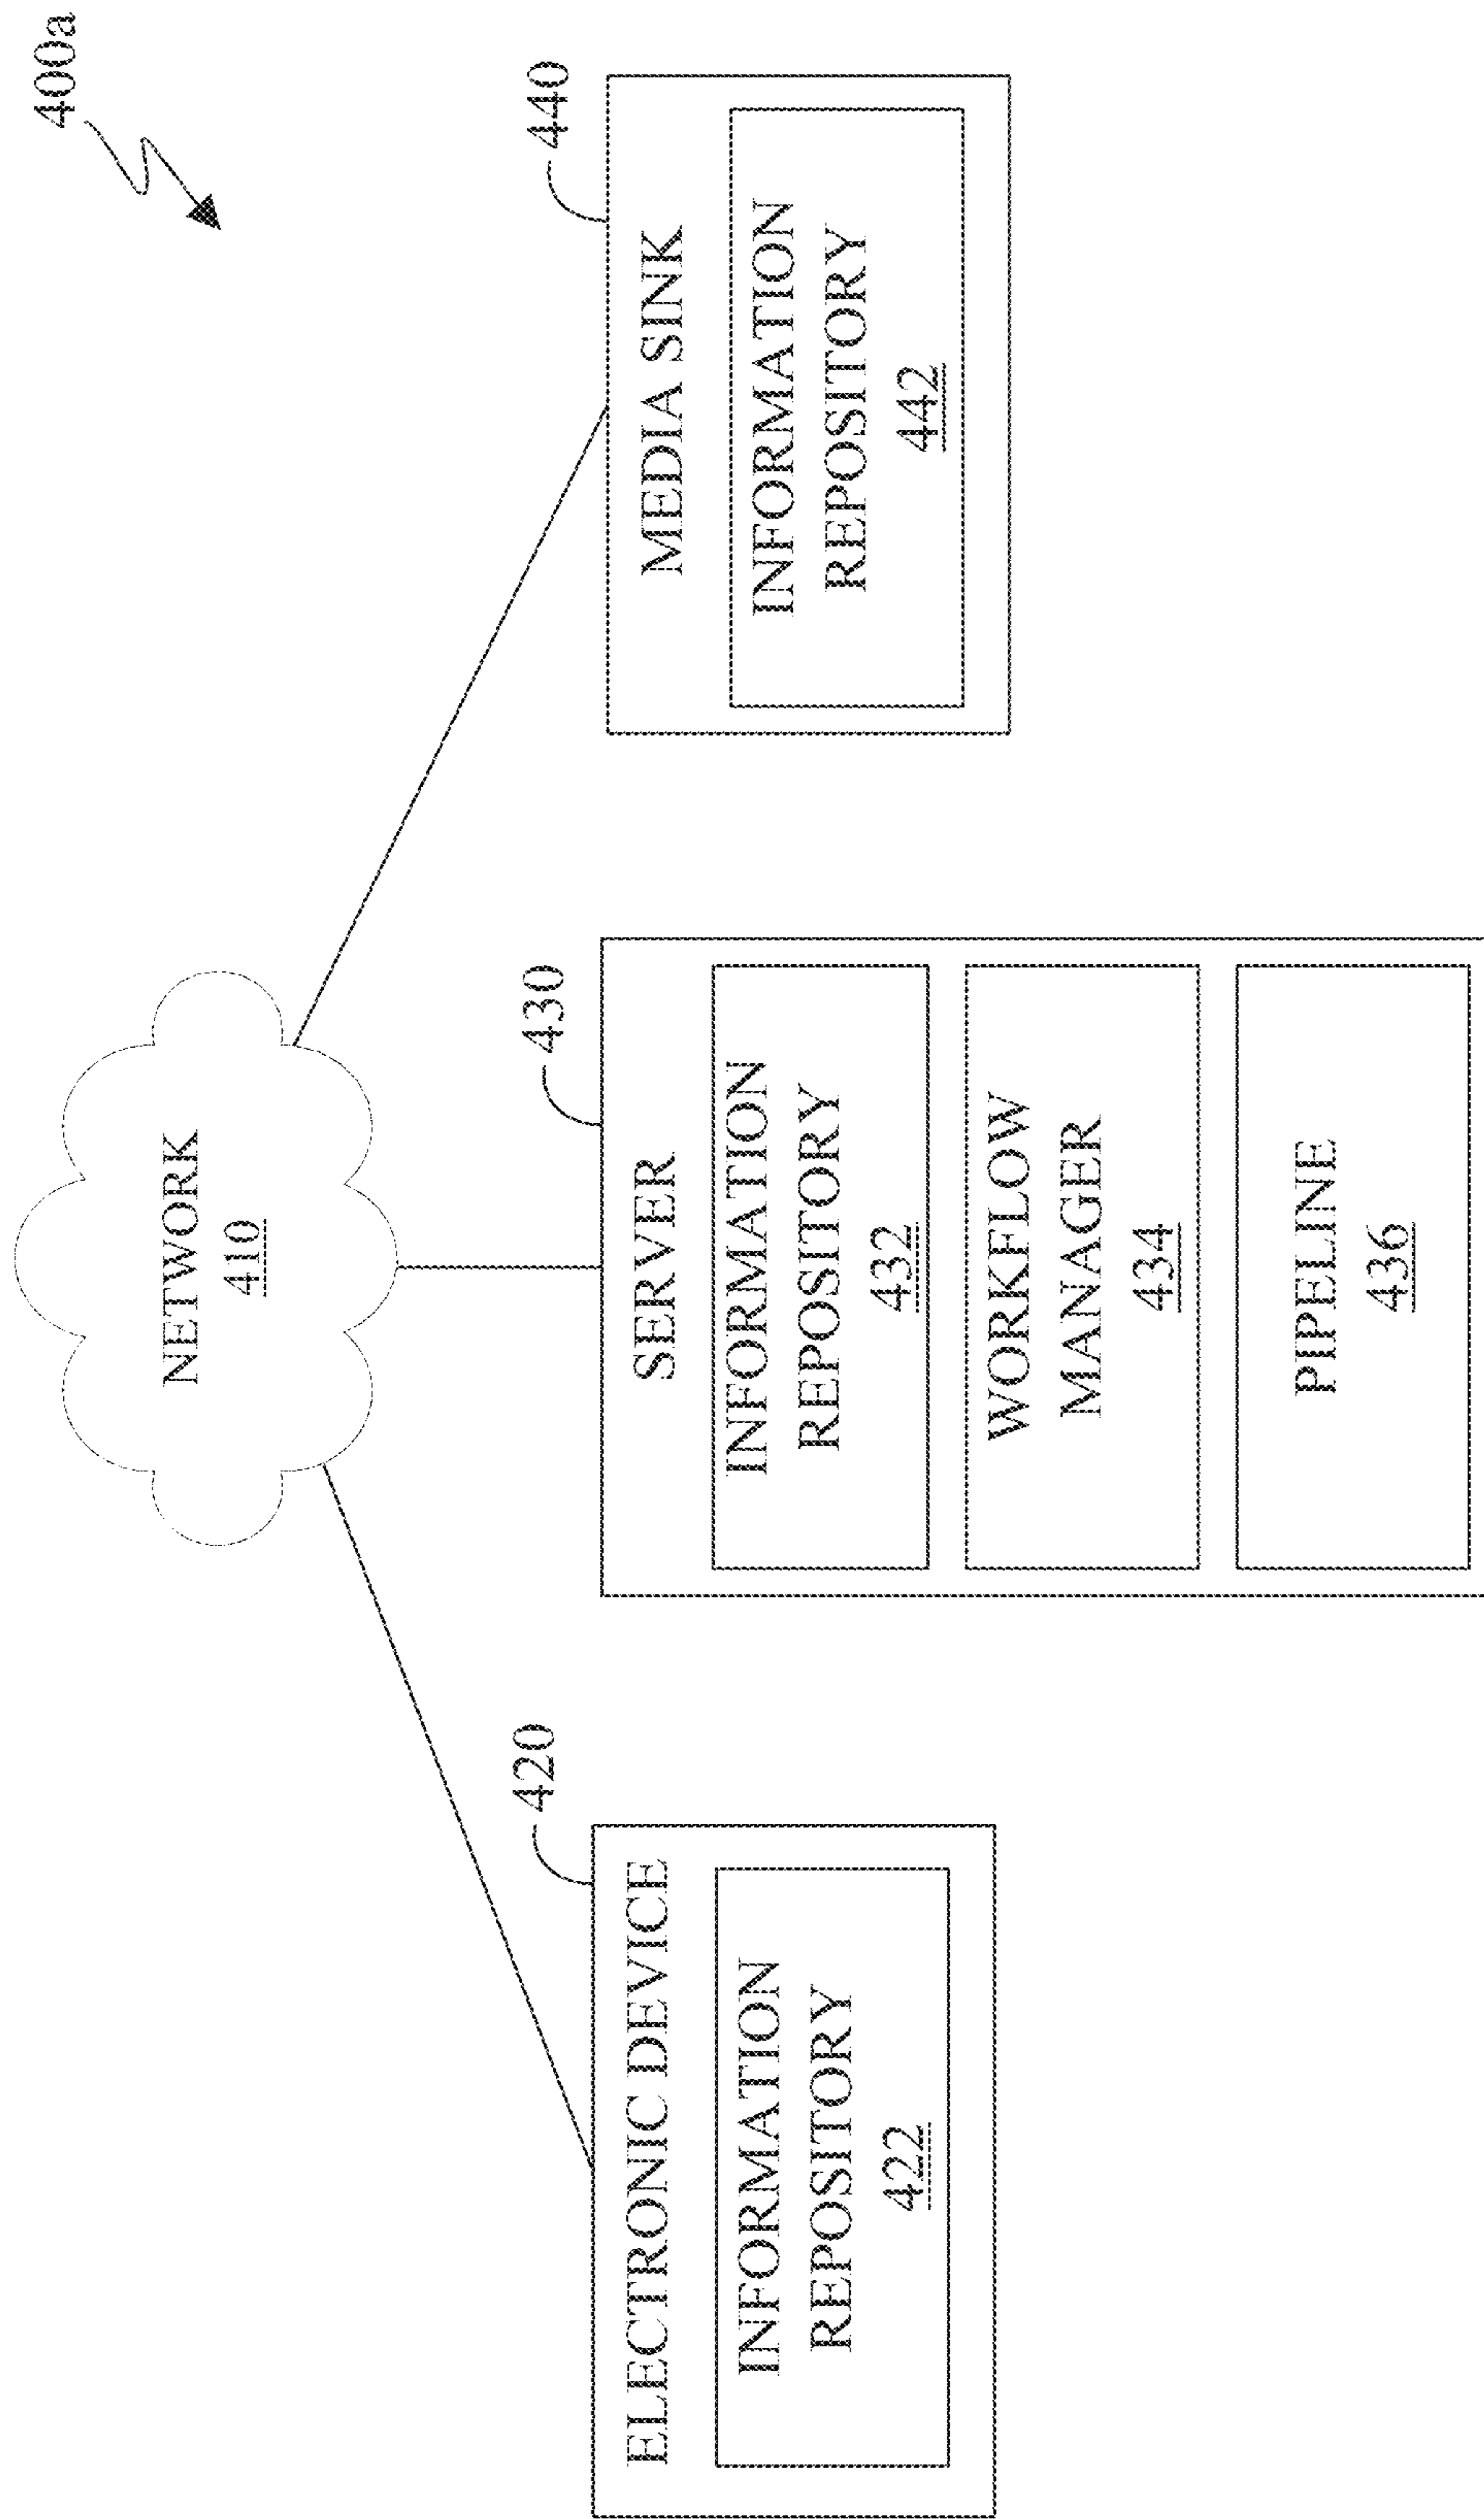 400a
NETWORK
410
420
ELECTRONIC DEVICE
INFORMATION
REPOSITORY
422
430
SERVER
INFORMATION
REPOSITORY
432
WORKFLOW
MANAGER
434
PIPELINE
436
440
MEDIA SINK
INFORMATION
REPOSITORY
442